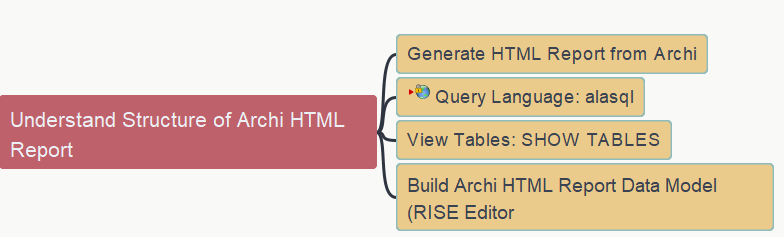 Understand Structure of Archi HTML
Report
Generate HTML Report from Archi
Query Language: alasql
View Tables: SHOW TABLES
Build Archi HTML Report Data Model
(RISE Editor